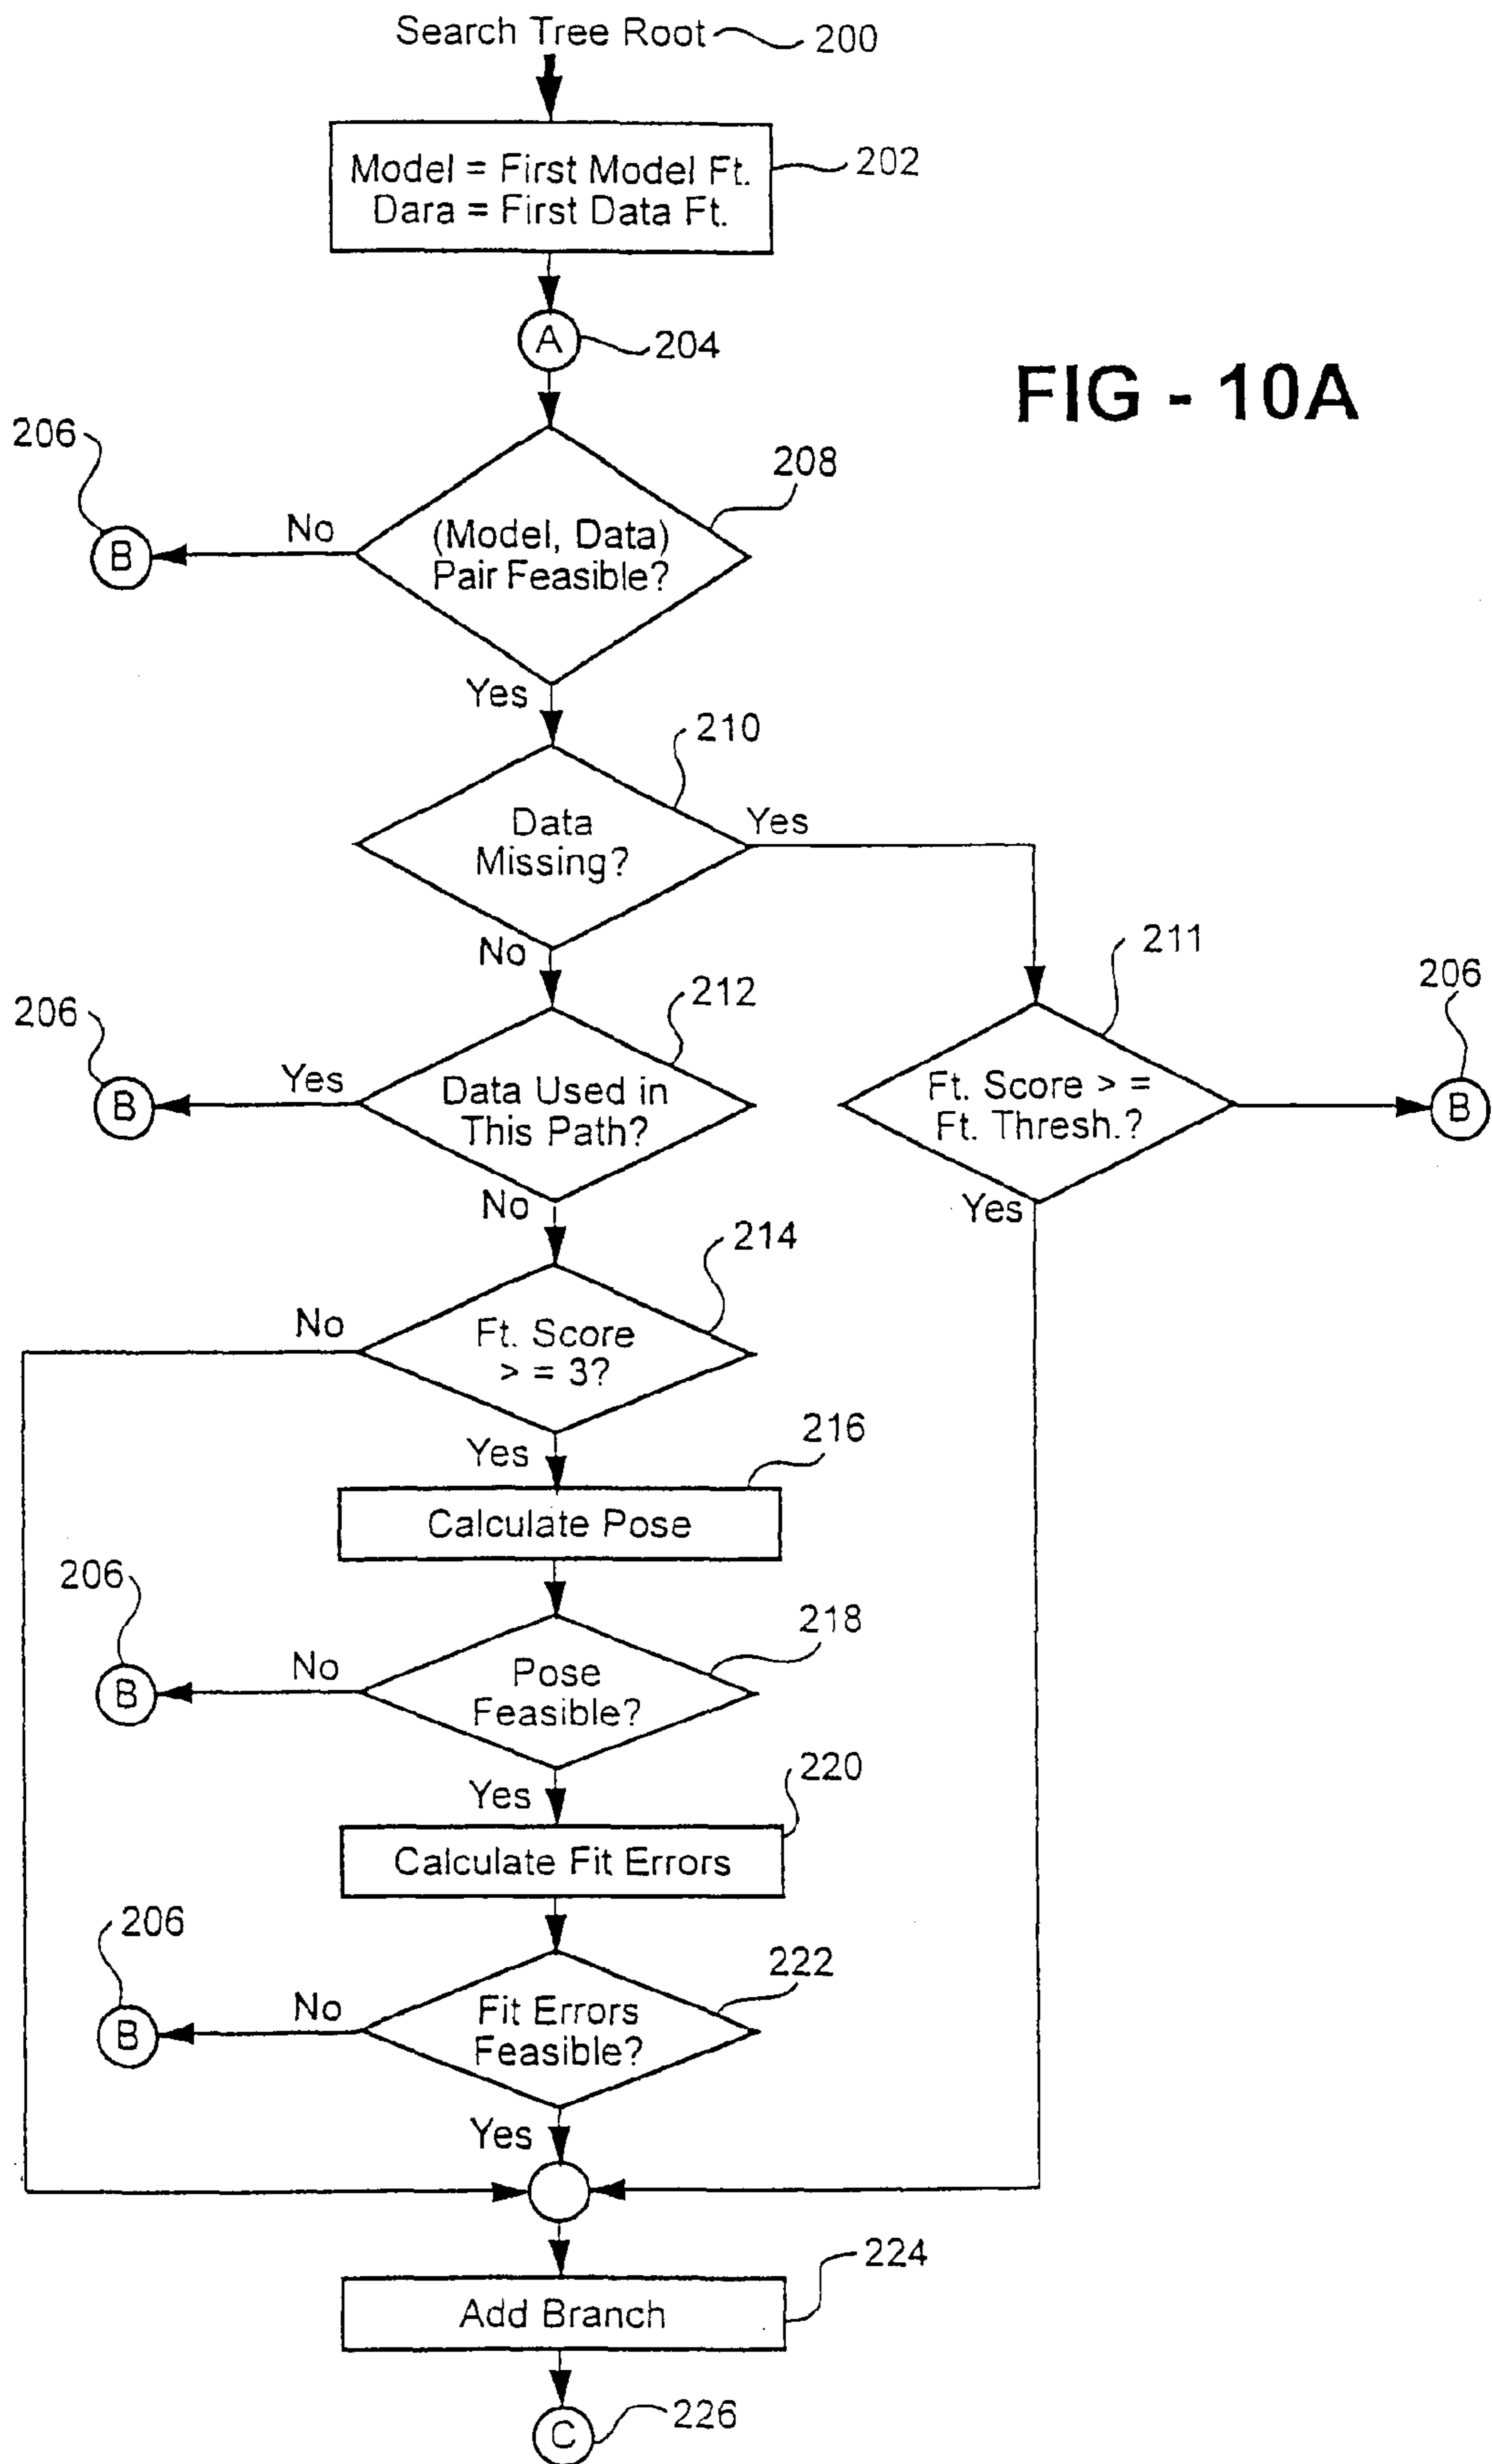 Search Tree Root 200
Model = First Model Ft.
Dara = First Data Ft.
202
A 204
FIG - 10A
206
208
No
B
(Model, Data)
Pair Feasible?
Yes
210
Data
Missing?
Yes
No
211
206
212
206
Yes
B
Data Used in
This Path?
Ft. Score > =
Ft. Thresh.?
B
No
Yes
214
No
Ft. Score
> = 3?
Yes
216
Calculate Pose
206
218
No
B
Pose
Feasible?
Yes
220
Calculate Fit Errors
206
222
No
B
Fit Errors
Feasible?
Yes
224
Add Branch
C 226